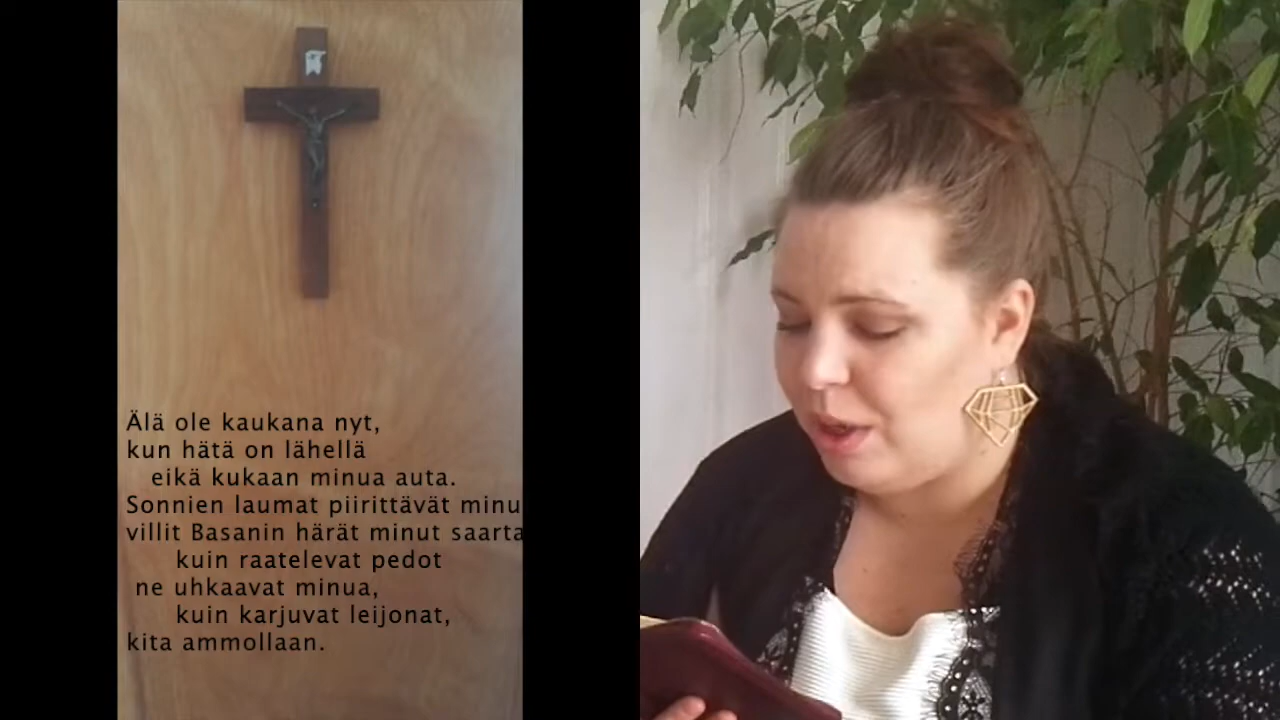 Älä ole kaukana nyt,
kun hätä on lähellä
eikä kukaan minua auta.
Sonnien laumat piirittävät minu
villit Basanin härät minut saarta
kuin raatelevat pedot
ne uhkaavat minua,
kuin karjuvat leijonat,
kita ammollaan.